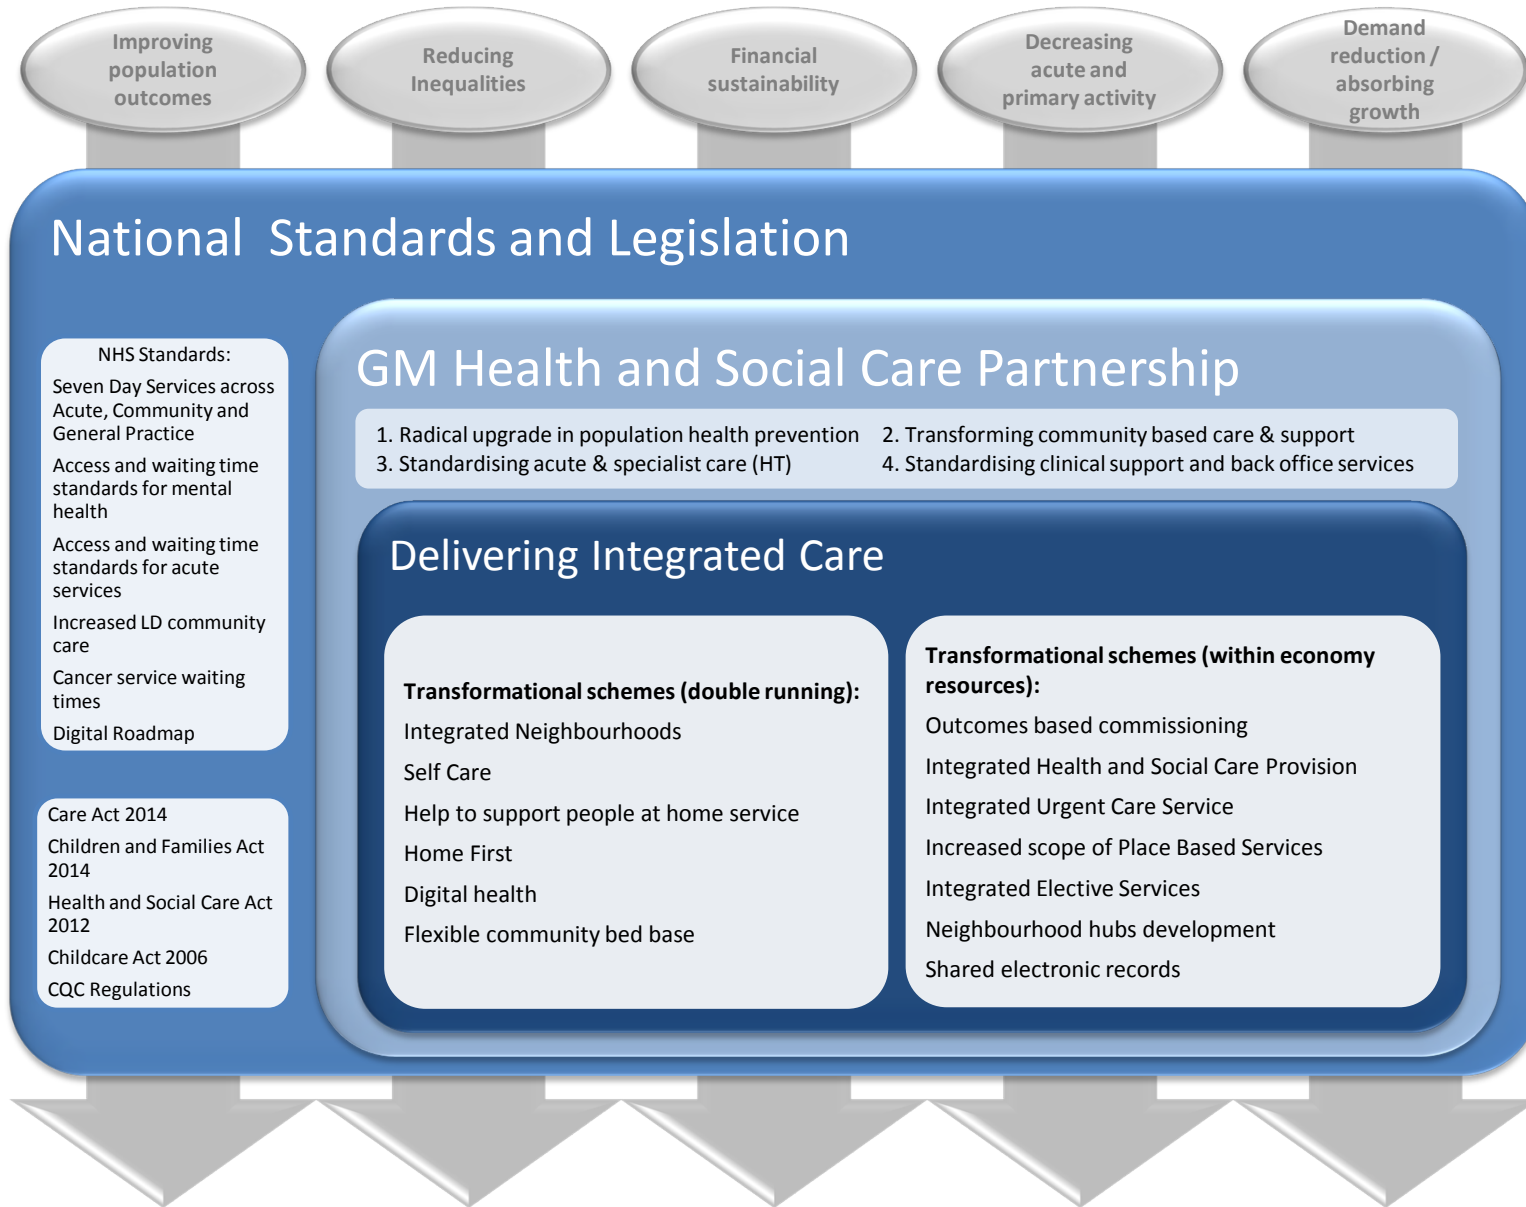 Improving
population
outcomes
Reducing
Inequalities
Financial
sustainability
Decreasing
acute and
primary activity
Demand
reduction /
absorbing
growth
National Standards and Legislation
NHS Standards:
Seven Day Services across
Acute, Community and
General Practice
Access and waiting time
standards for mental
health
Access and waiting time
standards for acute
services
Increased LD community
care
Cancer service waiting
times
Digital Roadmap
Care Act 2014
Children and Families Act
2014
Health and Social Care Act
2012
Childcare Act 2006
CQC Regulations
GM Health and Social Care Partnership
1. Radical upgrade in population health prevention 2. Transforming community based care & support
3. Standardising acute & specialist care (HT) 4. Standardising clinical support and back office services
Delivering Integrated Care
Transformational schemes (double running):
Integrated Neighbourhoods
Self Care
Help to support people at home service
Home First
Digital health
Flexible community bed base
Transformational schemes (within economy
resources):
Outcomes based commissioning
Integrated Health and Social Care Provision
Integrated Urgent Care Service
Increased scope of Place Based Services
Integrated Elective Services
Neighbourhood hubs development
Shared electronic records